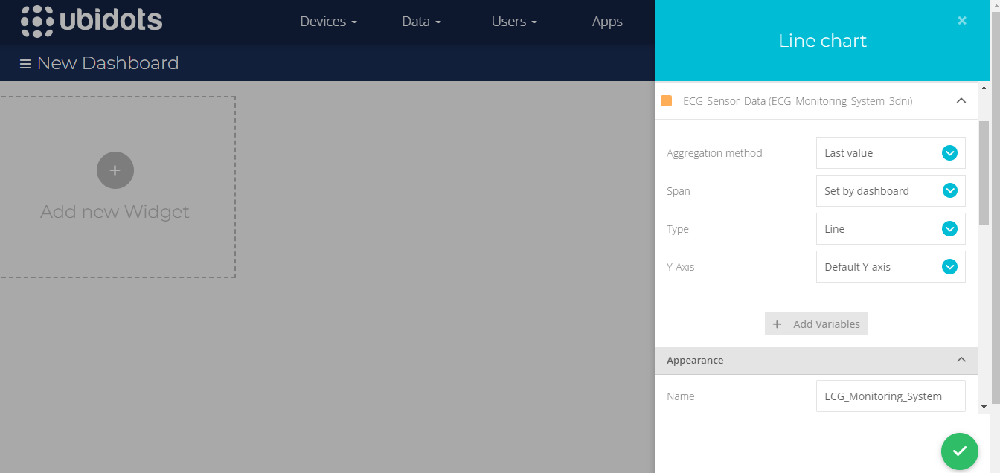 ubidots
Devices
Data
Users
Apps
New Dashboard
Add new Widget
Line chart
ECG_Sensor_Data (ECG_Monitoring_System_3dni)
Aggregation method
Last value
Span
Set by dashboard
Type
Line
Y-Axis
Default Y-axis
Add Variables
Appearance
Name
ECG_Monitoring_System